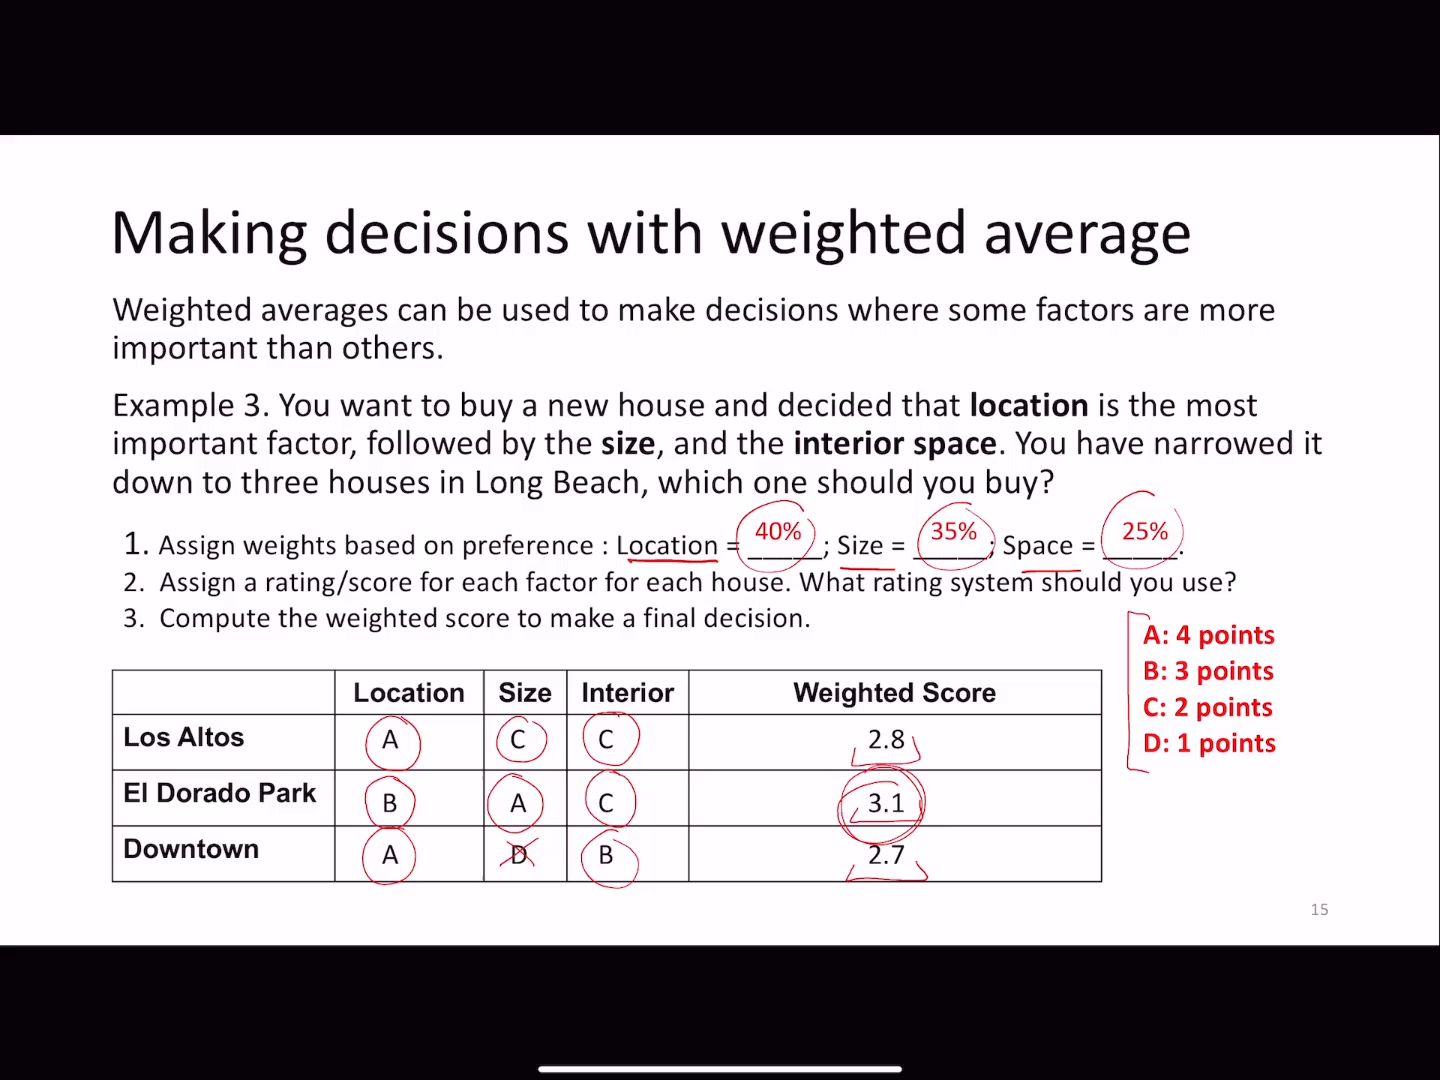 Making decisions with weighted average
Weighted averages can be used to make decisions where some factors are more
important than others.
Example 3. You want to buy a new house and decided that location is the most
important factor, followed by the size, and the interior space. You have narrowed it
down to three houses in Long Beach, which one should you buy?
1. Assign weights based on preference : Location = 40%; Size = 35%; Space = 25%.
2. Assign a rating/score for each factor for each house. What rating system should you use?
3. Compute the weighted score to make a final decision.
A: 4 points
B: 3 points
C: 2 points
D: 1 points
Location Size Interior Weighted Score
Los Altos A C C 2.8
El Dorado Park B A C 3.1
Downtown A D B 2.7
15